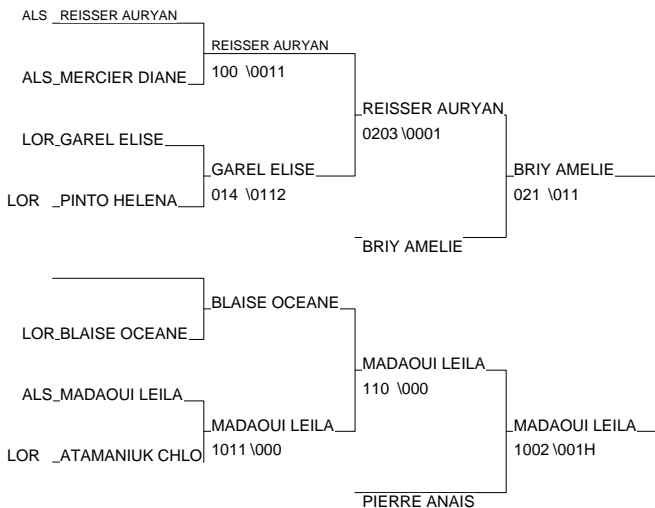 ALS_REISSER AURYAN
REISSER AURYAN
100 \0011
ALS_MERCIER DIANE
REISSER AURYAN
0203 \0001
LOR_GAREL ELISE
GAREL ELISE
014 \0112
BRIY AMELIE
021 \011
LOR _PINTO HELENA
BRIY AMELIE
BLAISE OCEANE
LOR_BLAISE OCEANE
MADAOUI LEILA
110 \000
ALS_MADAOUI LEILA
MADAOUI LEILA
1011 \000
MADAOUI LEILA
1002 \001H
LOR _ATAMANIUK CHLO
PIERRE ANAIS